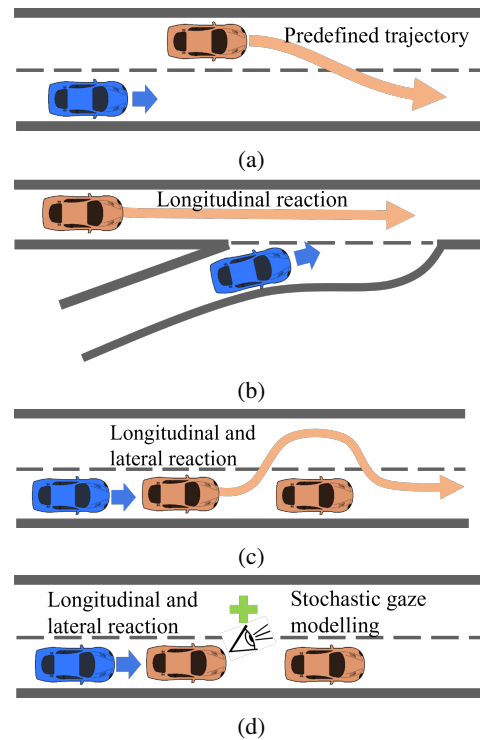 Predefined trajectory
(a)
Longitudinal reaction
(b)
Longitudinal and
lateral reaction
(c)
Longitudinal and
lateral reaction
Stochastic gaze
modelling
(d)